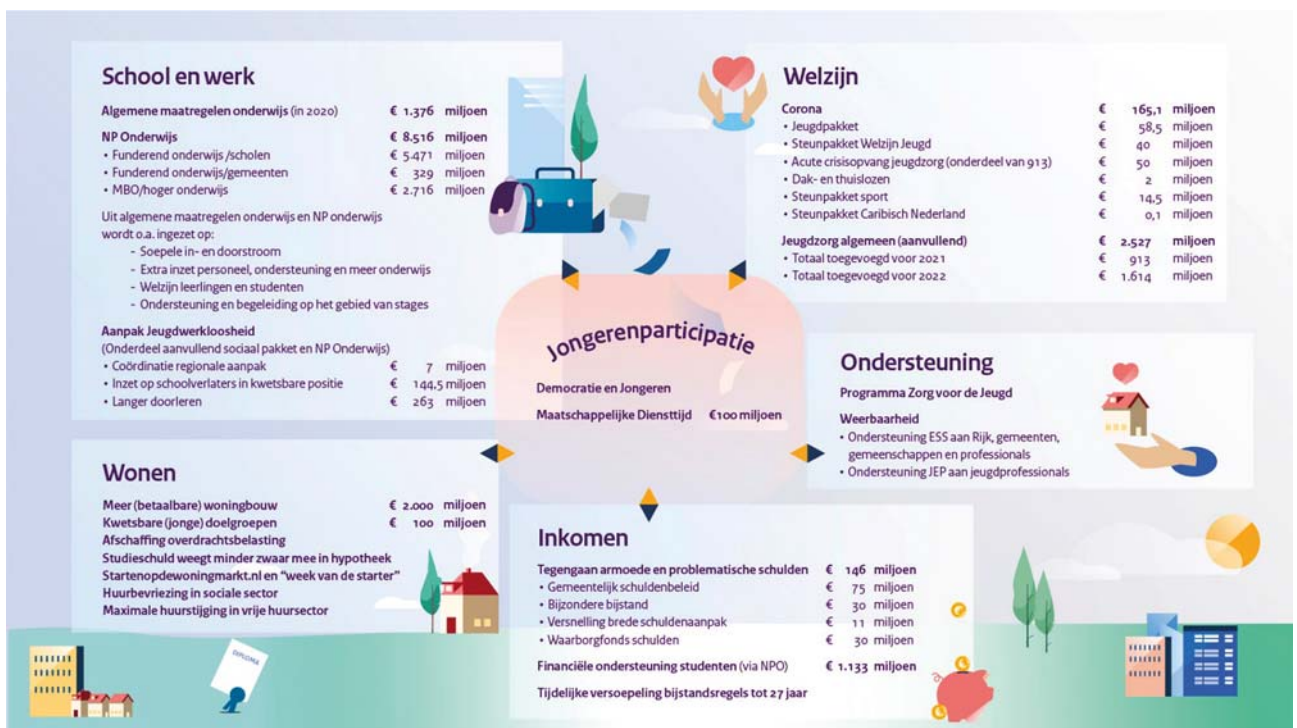 School en werk
Algemene maatregelen onderwijs (in 2020) € 1.376 miljoen
NP Onderwijs € 8.516 miljoen
• Funderend onderwijs /scholen € 5.471 miljoen
• Funderend onderwijs/gemeenten € 329 miljoen
• MBO/hoger onderwijs € 2.716 miljoen
Uit algemene maatregelen onderwijs en NP onderwijs
wordt o.a. ingezet op:
- Soepele in- en doorstroom
- Extra inzet personeel, ondersteuning en meer onderwijs
- Welzijn leerlingen en studenten
- Ondersteuning en begeleiding op het gebied van stages
Aanpak Jeugdwerkloosheid
(Onderdeel aanvullend sociaal pakket en NP Onderwijs)
• Coördinatie regionale aanpak € 7 miljoen
• Inzet op schoolverlaters in kwetsbare positie € 144,5 miljoen
• Langer doorleren € 263 miljoen
Welzijn
Corona € 165,1 miljoen
• Jeugdpakket € 58,5 miljoen
• Steunpakket Welzijn Jeugd € 40 miljoen
• Acute crisisopvang jeugdzorg (onderdeel van 913) € 50 miljoen
• Dak- en thuislozen € 2 miljoen
• Steunpakket sport € 14,5 miljoen
• Steunpakket Caribisch Nederland € 0,1 miljoen
Jeugdzorg algemeen (aanvullend) € 2.527 miljoen
• Totaal toegevoegd voor 2021 € 913 miljoen
• Totaal toegevoegd voor 2022 € 1.614 miljoen
Jongerenparticipatie
Democratie en Jongeren
Maatschappelijke Diensttijd €100 miljoen
Ondersteuning
Programma Zorg voor de Jeugd
Weerbaarheid
• Ondersteuning ESS aan Rijk, gemeenten,
gemeenschappen en professionals
• Ondersteuning JEP aan jeugdprofessionals
Wonen
Meer (betaalbare) woningbouw € 2.000 miljoen
Kwetsbare (jonge) doelgroepen € 100 miljoen
Afschaffing overdrachtsbelasting
Studieschuld weegt minder zwaar mee in hypotheek
Startenopdewoningmarkt.nl en “week van de starter”
Huurbevriezing in sociale sector
Maximale huurstijging in vrije huursector
Inkomen
Tegengaan armoede en problematische schulden € 146 miljoen
• Gemeentelijk schuldenbeleid € 75 miljoen
• Bijzondere bijstand € 30 miljoen
• Versnelling brede schuldenaanpak € 11 miljoen
• Waarborgfonds schulden € 30 miljoen
Financiële ondersteuning studenten (via NPO) € 1.133 miljoen
Tijdelijke versoepeling bijstandsregels tot 27 jaar
DIPLOMA